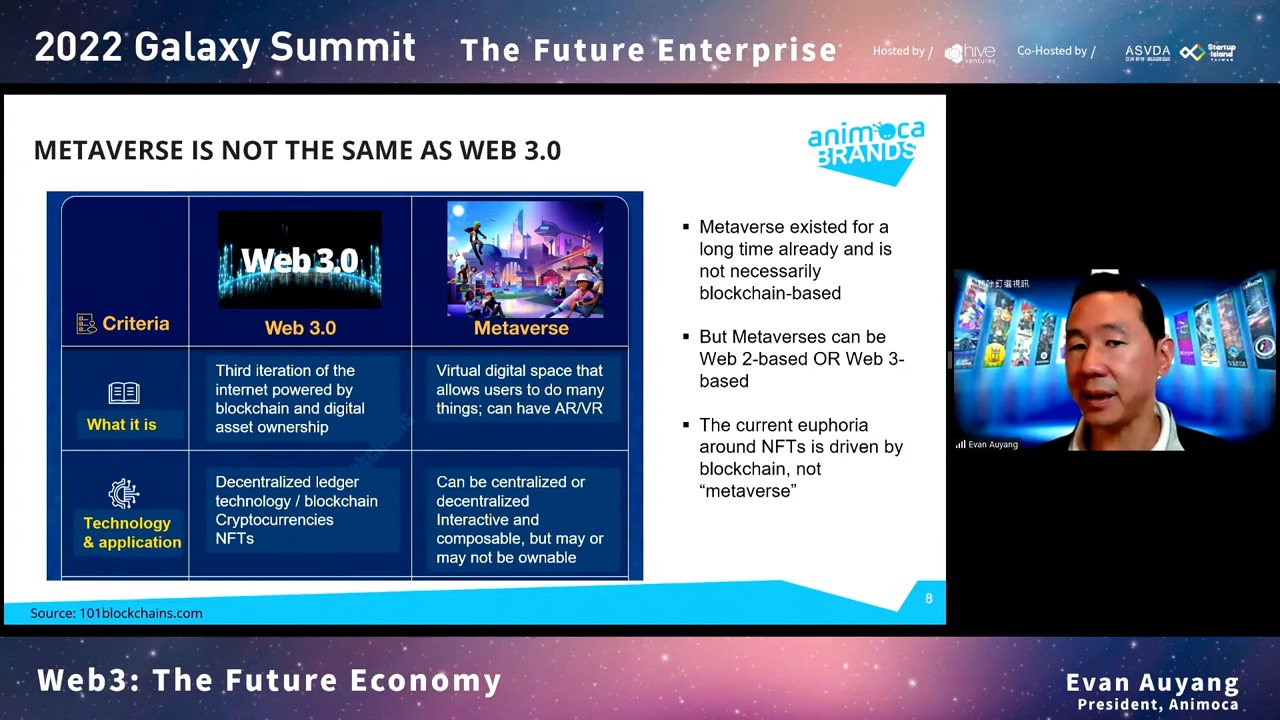 2022 Galaxy Summit
The Future Enterprise
Hosted by /
hive
ventures
Co-Hosted by /
ASVDA
Startup
Island
TAIWAN
METAVERSE IS NOT THE SAME AS WEB 3.0
animoca
BRANDS
Web 3.0
Criteria
Web 3.0
Metaverse
What it is
Third iteration of the
internet powered by
blockchain and digital
asset ownership
Virtual digital space that
allows users to do many
things; can have AR/VR
Technology
& application
Decentralized ledger
technology / blockchain
Cryptocurrencies
NFTs
Can be centralized or
decentralized
Interactive and
composable, but may or
may not be ownable
▪ Metaverse existed for a
long time already and is
not necessarily
blockchain-based
▪ But Metaverses can be
Web 2-based OR Web 3-
based
▪ The current euphoria
around NFTs is driven by
blockchain, not
“metaverse”
Source: 101blockchains.com
8
移除釘選視訊
Evan Auyang
Web3: The Future Economy
Evan Auyang
President, Animoca